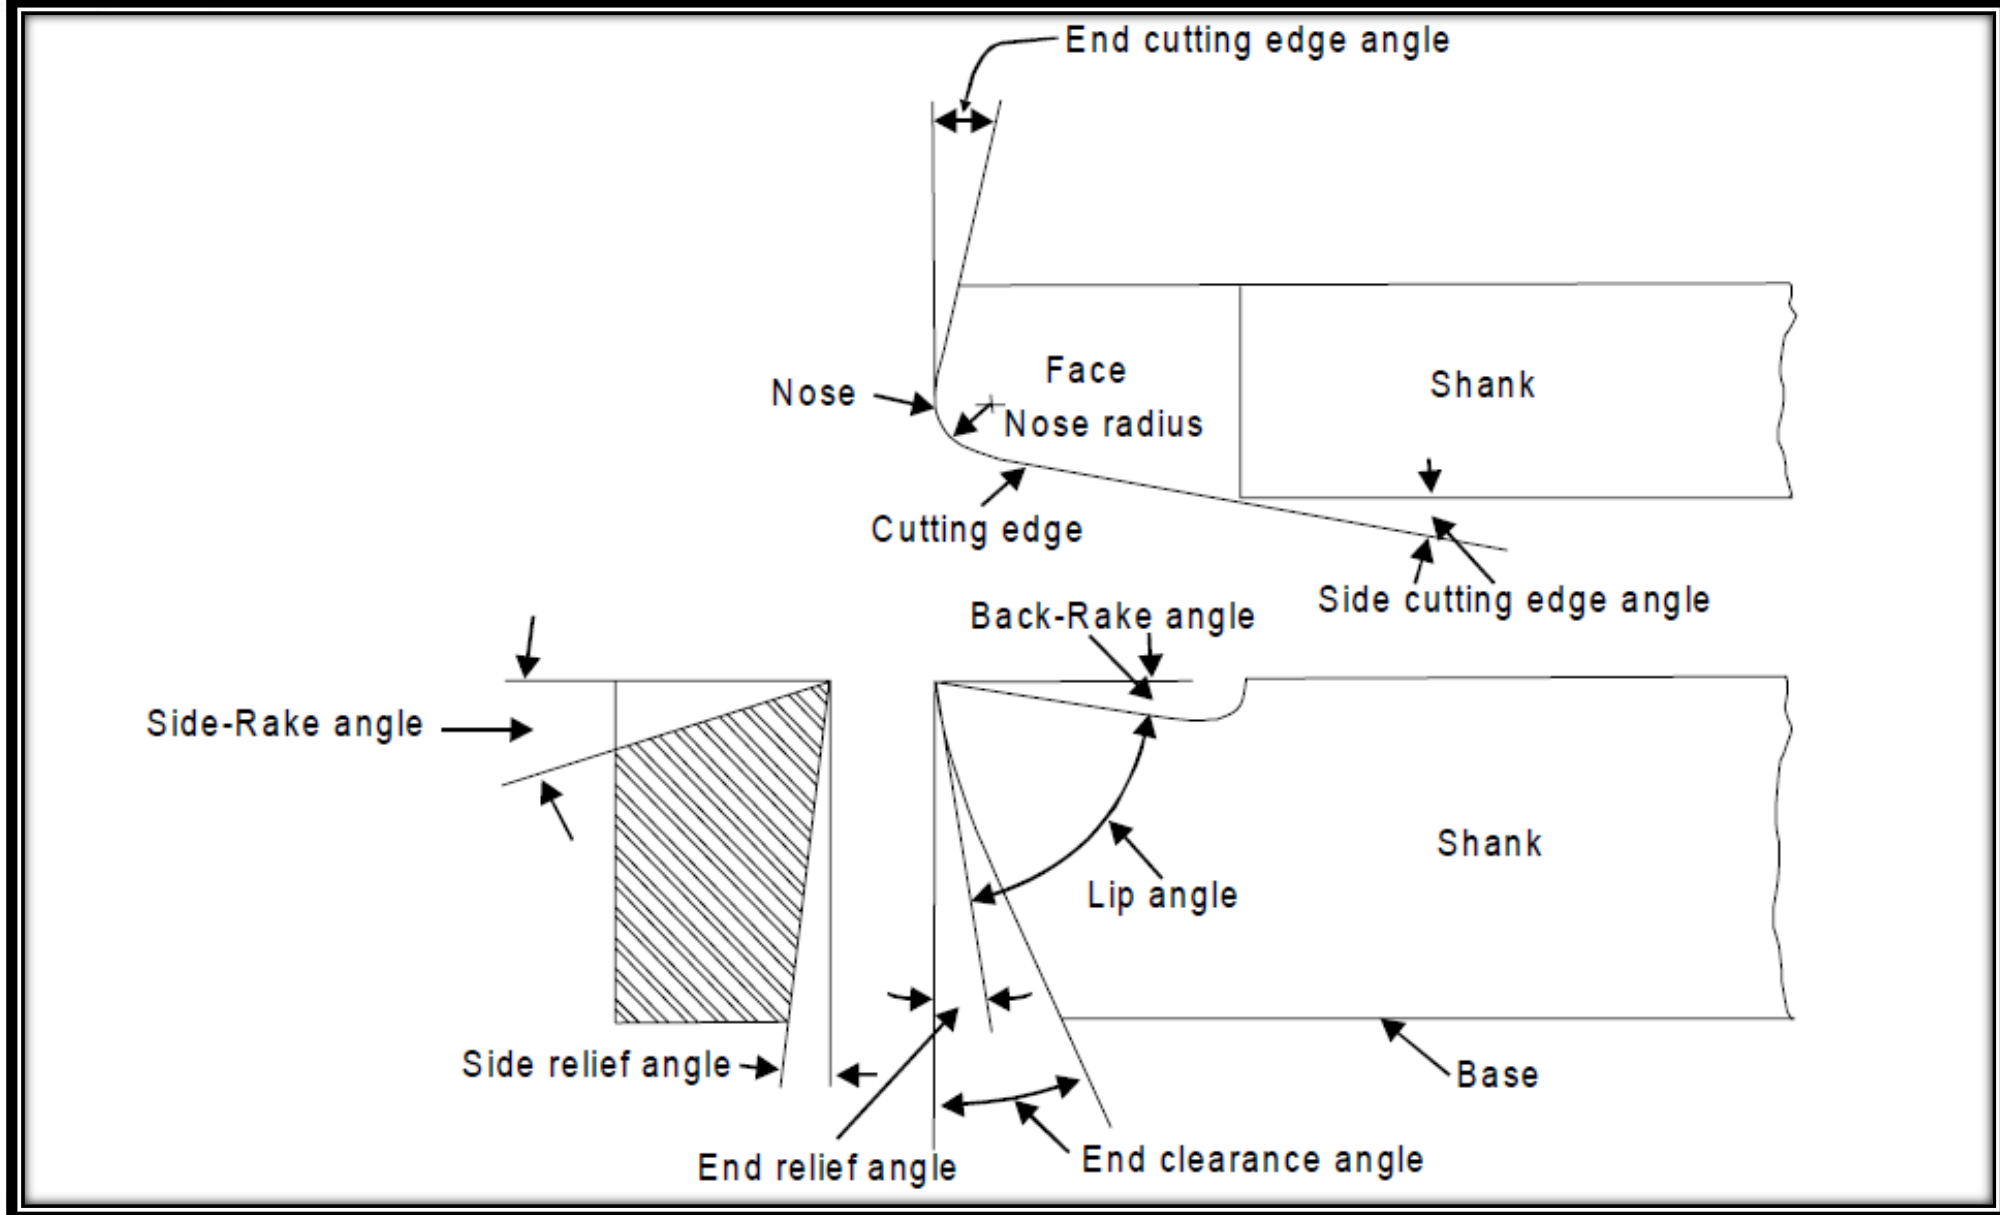 End cutting edge angle
Face
Nose
Shank
Nose radius
Cutting edge
Side cutting edge angle
Back-Rake angle
Side-Rake angle
Shank
Lip angle
Side relief angle
Base
End relief angle
End clearance angle